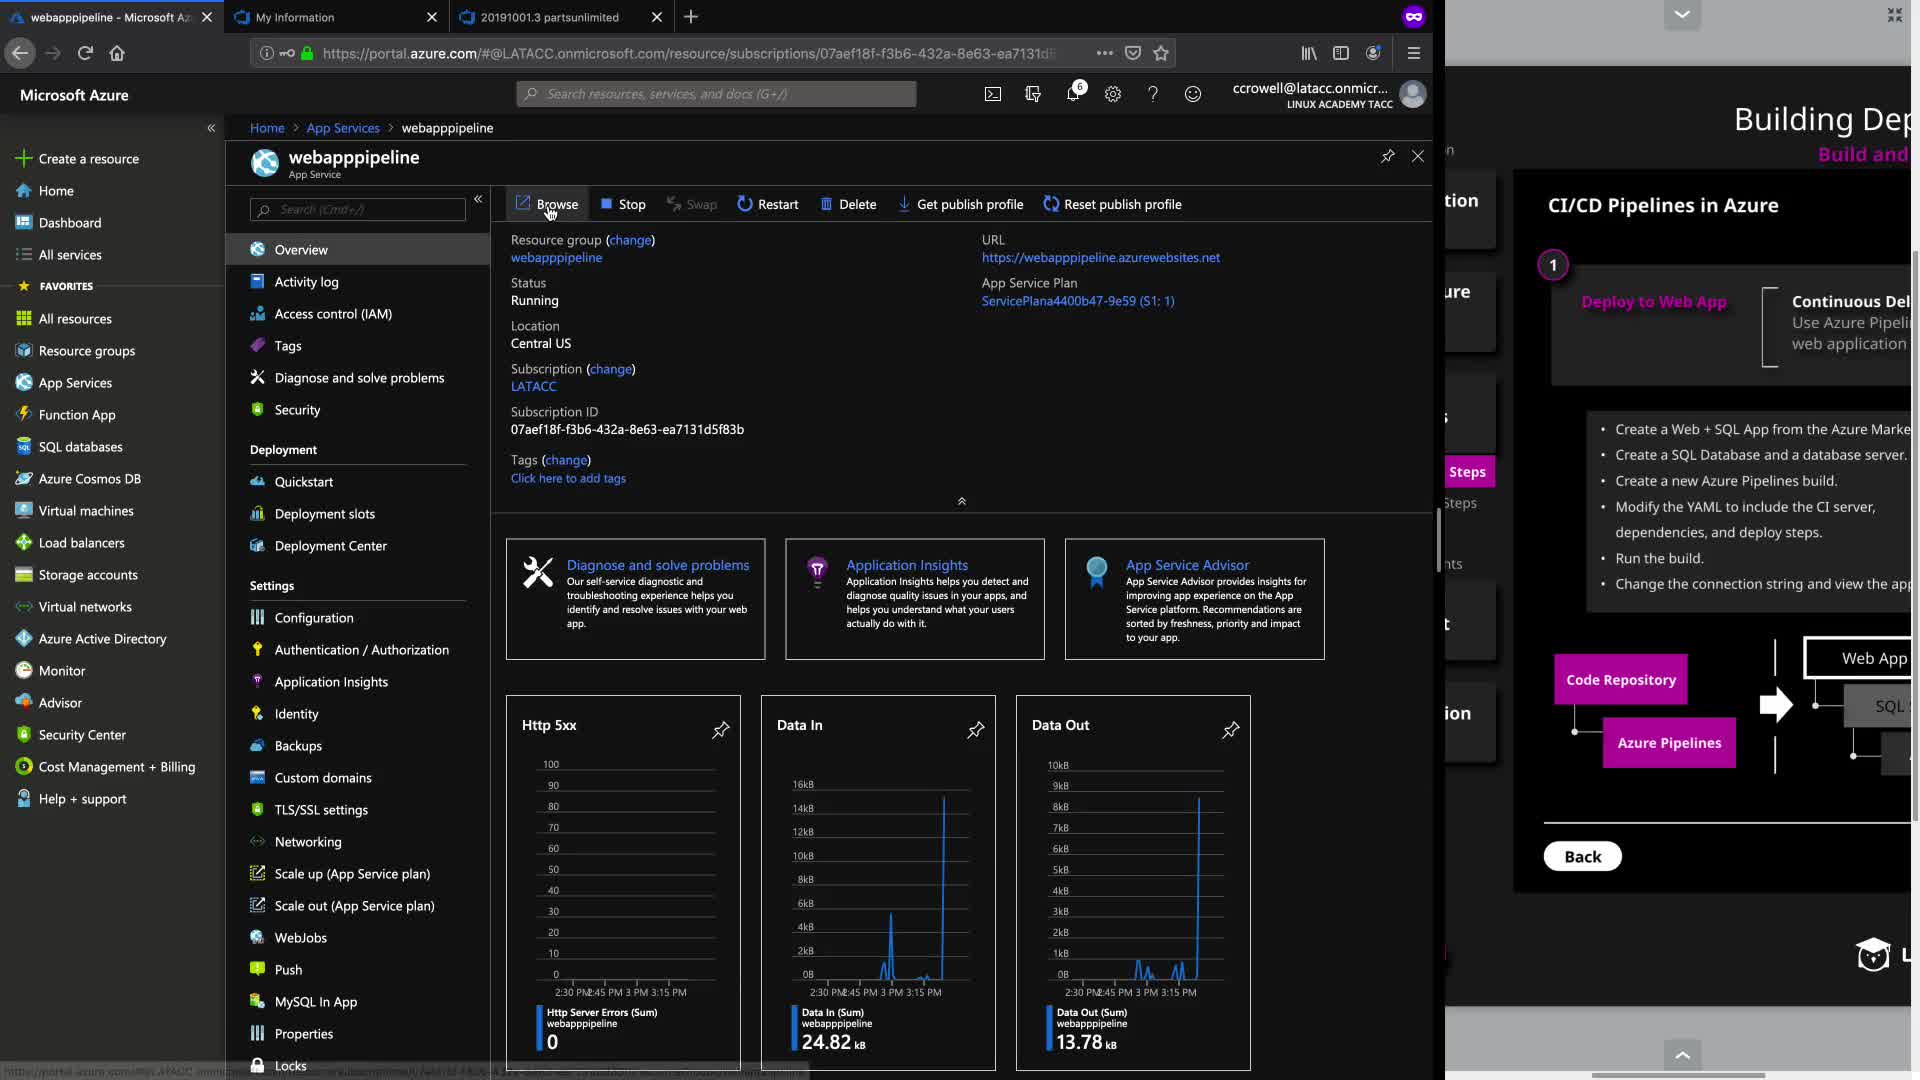 webapppipeline - Microsoft Az
My Information
20191001.3 partsunlimited
https://portal.azure.com/#@LATACC.onmicrosoft.com/resource/subscriptions/07aef18f-f3b6-432a-8e63-ea7131d5
Microsoft Azure
Search resources, services, and docs (G+/)
6
ccrowell@latacc.onmicr...
LINUX ACADEMY TACC
Home > App Services > webapppipeline
Create a resource
Home
Dashboard
All services
FAVORITES
All resources
Resource groups
App Services
Function App
SQL databases
Azure Cosmos DB
Virtual machines
Load balancers
Storage accounts
Virtual networks
Azure Active Directory
Monitor
Advisor
Security Center
Cost Management + Billing
Help + support
webapppipeline
App Service
Search (Cmd+/)
Overview
Activity log
Access control (IAM)
Tags
Diagnose and solve problems
Security
Deployment
Quickstart
Deployment slots
Deployment Center
Settings
Configuration
Authentication / Authorization
Application Insights
Identity
Backups
Custom domains
TLS/SSL settings
Networking
Scale up (App Service plan)
Scale out (App Service plan)
WebJobs
Push
MySQL In App
Properties
Locks
Browse Stop Swap Restart Delete Get publish profile Reset publish profile
Resource group (change)
webapppipeline
Status
Running
Location
Central US
Subscription (change)
LATACC
Subscription ID
07aef18f-f3b6-432a-8e63-ea7131d5f83b
Tags (change)
Click here to add tags
URL
https://webapppipeline.azurewebsites.net
App Service Plan
ServicePlana4400b47-9e59 (S1: 1)
Diagnose and solve problems
Our self-service diagnostic and
troubleshooting experience helps you
identify and resolve issues with your web
app.
Application Insights
Application Insights helps you detect and
diagnose quality issues in your apps, and
helps you understand what your users
actually do with it.
App Service Advisor
App Service Advisor provides insights for
improving app experience on the App
Service platform. Recommendations are
sorted by freshness, priority and impact
to your app.
Http 5xx
100
90
80
70
60
50
40
30
20
10
0
2:30 PM 2:45 PM 3 PM 3:15 PM
Http Server Errors (Sum)
webapppipeline
0
Data In
16kB
14kB
12kB
10kB
8kB
6kB
4kB
2kB
0B
2:30 PM 2:45 PM 3 PM 3:15 PM
Data In (Sum)
webapppipeline
24.82 kB
Data Out
10kB
9kB
8kB
7kB
6kB
5kB
4kB
3kB
2kB
1kB
0B
2:30 PM 2:45 PM 3 PM 3:15 PM
Data Out (Sum)
webapppipeline
13.78 kB
Building Dep
Build and
n
tion
ure
s
Steps
Steps
nts
t
ion
CI/CD Pipelines in Azure
1
Deploy to Web App
Continuous Del
Use Azure Pipeli
web application
• Create a Web + SQL App from the Azure Marke
• Create a SQL Database and a database server.
• Create a new Azure Pipelines build.
• Modify the YAML to include the CI server,
dependencies, and deploy steps.
• Run the build.
• Change the connection string and view the app
Code Repository
Azure Pipelines
Web App
SQL
Back
L